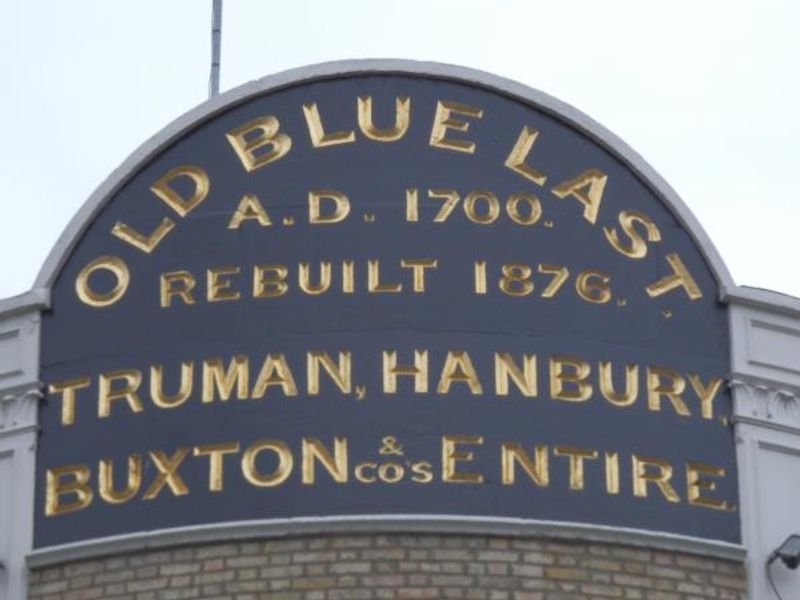 OLD BLUE LAST.
A.D. 1700.
REBUILT 1876.
TRUMAN, HANBURY,
BUXTON & CO'S ENTIRE.